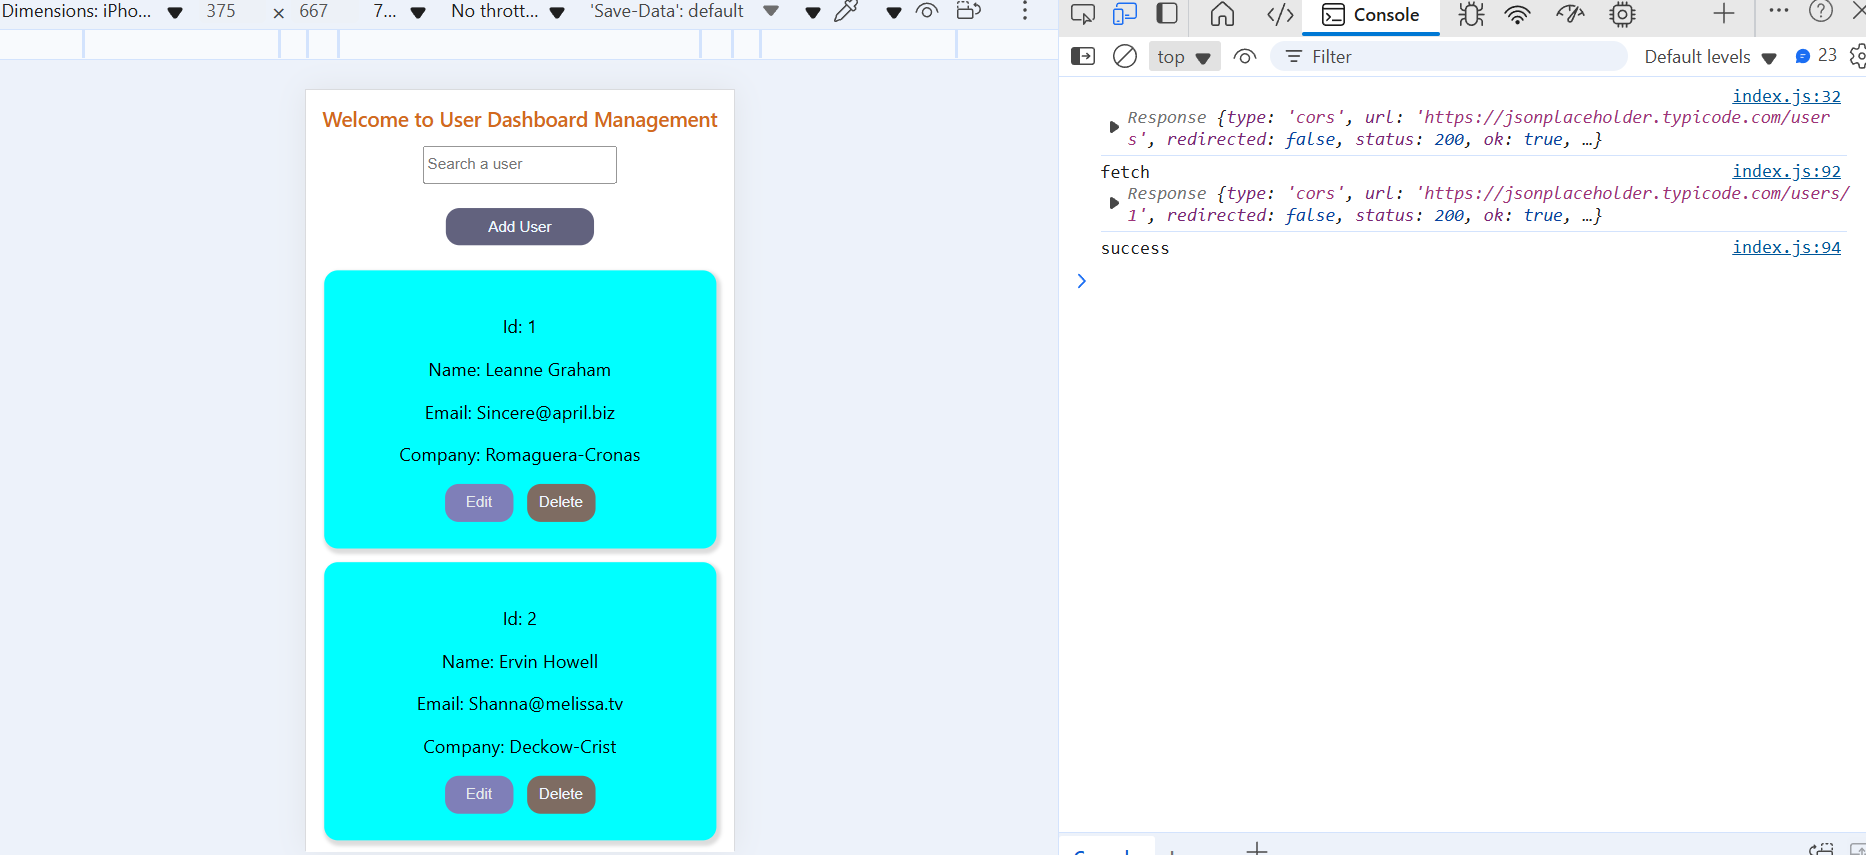 Dimensions: iPho... 375 × 667 7... No thrott... 'Save-Data': default
Welcome to User Dashboard Management
Search a user
Add User
Id: 1
Name: Leanne Graham
Email: Sincere@april.biz
Company: Romaguera-Cronas
Edit Delete
Id: 2
Name: Ervin Howell
Email: Shanna@melissa.tv
Company: Deckow-Crist
Edit Delete
Console
top Filter Default levels 23
index.js:32
Response {type: 'cors', url: 'https://jsonplaceholder.typicode.com/user
s', redirected: false, status: 200, ok: true, …}
fetch index.js:92
Response {type: 'cors', url: 'https://jsonplaceholder.typicode.com/users/
1', redirected: false, status: 200, ok: true, …}
success index.js:94